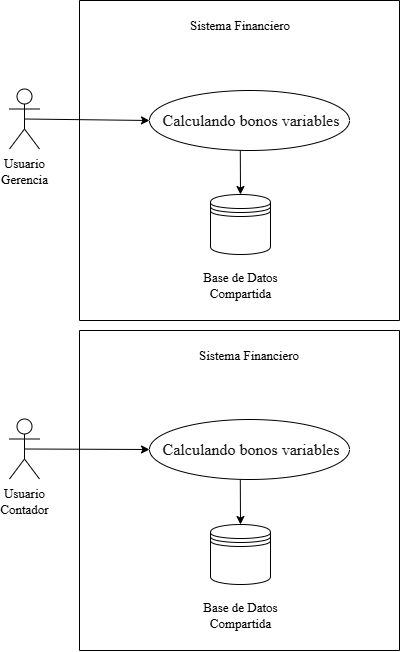 Sistema Financiero
Calculando bonos variables
Usuario
Gerencia
Base de Datos
Compartida
Sistema Financiero
Calculando bonos variables
Usuario
Contador
Base de Datos
Compartida